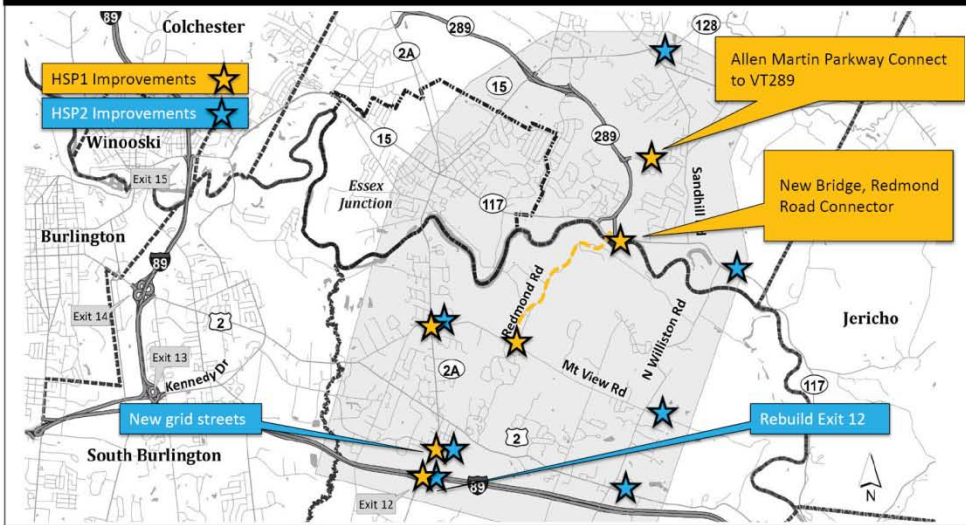 89
Colchester
289
128
2A
HSP1 Improvements
HSP2 Improvements
Allen Martin Parkway Connect
to VT289
15
Winooski
Exit 15
15
289
Essex
Junction
Sandhill
117
New Bridge, Redmond
Road Connector
Burlington
89
Exit 14
2
Redmond Rd
N Williston Rd
Jericho
Exit 13
Kennedy Dr
2A
Mt View Rd
117
New grid streets
2
Rebuild Exit 12
South Burlington
89
Exit 12
N